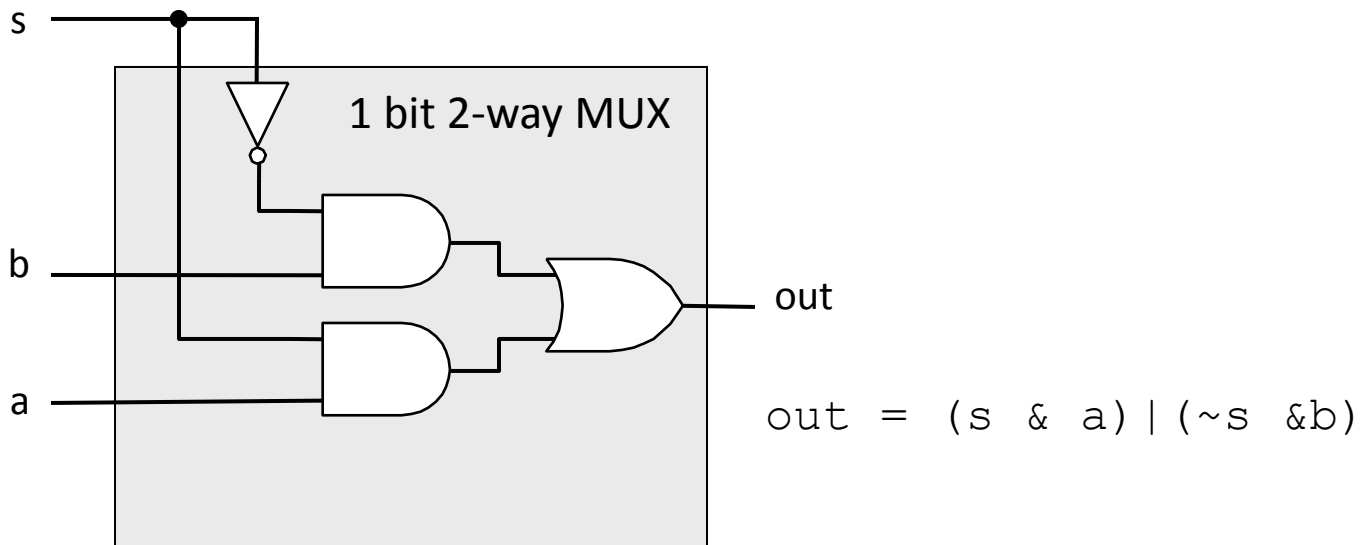 s
1 bit 2-way MUX
b
out
a
out = (s & a)|(~s &b)